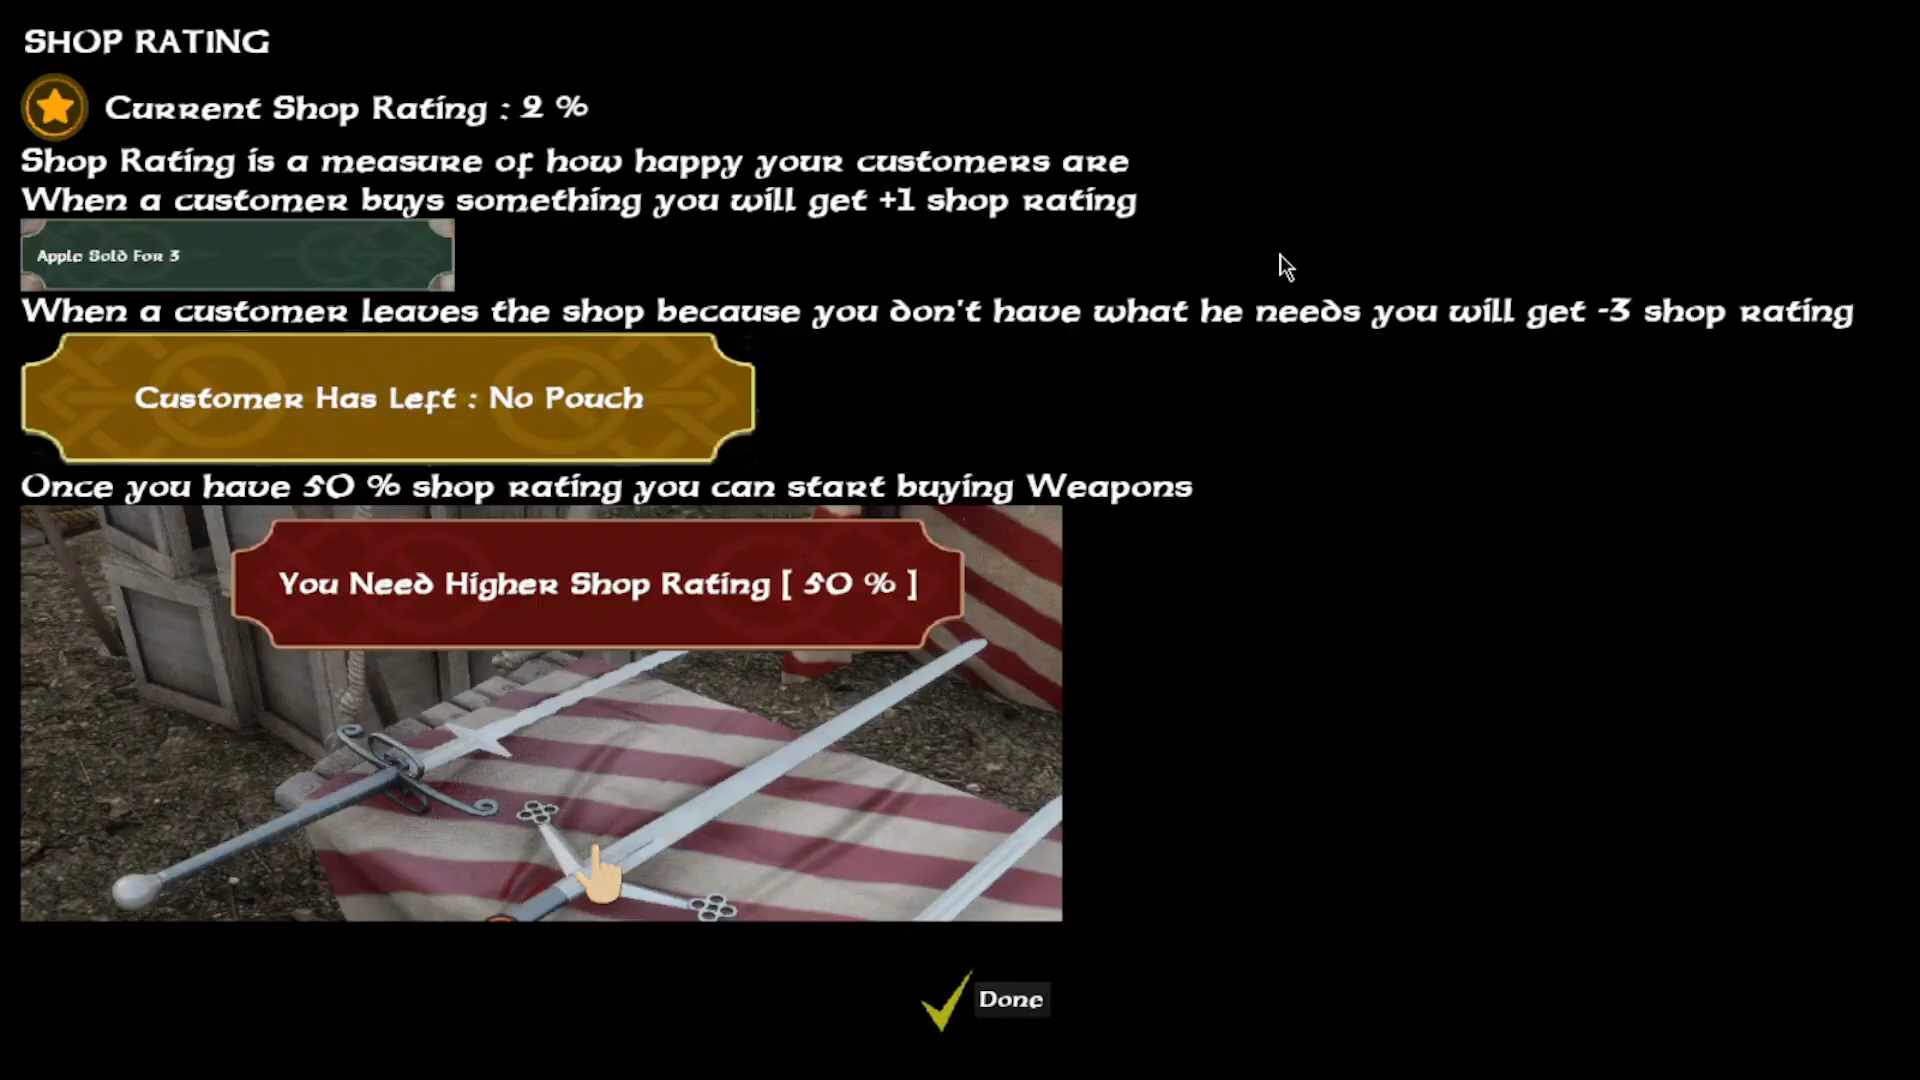 SHOP RATING
Current Shop Rating : 2 %
Shop Rating is a measure of how happy your customers are
When a customer buys something you will get +1 shop rating
Apple Sold For 3
When a customer leaves the shop because you don't have what he needs you will get -3 shop rating
Customer Has Left : No Pouch
Once you have 50 % shop rating you can start buying Weapons
You Need Higher Shop Rating [ 50 % ]
Done